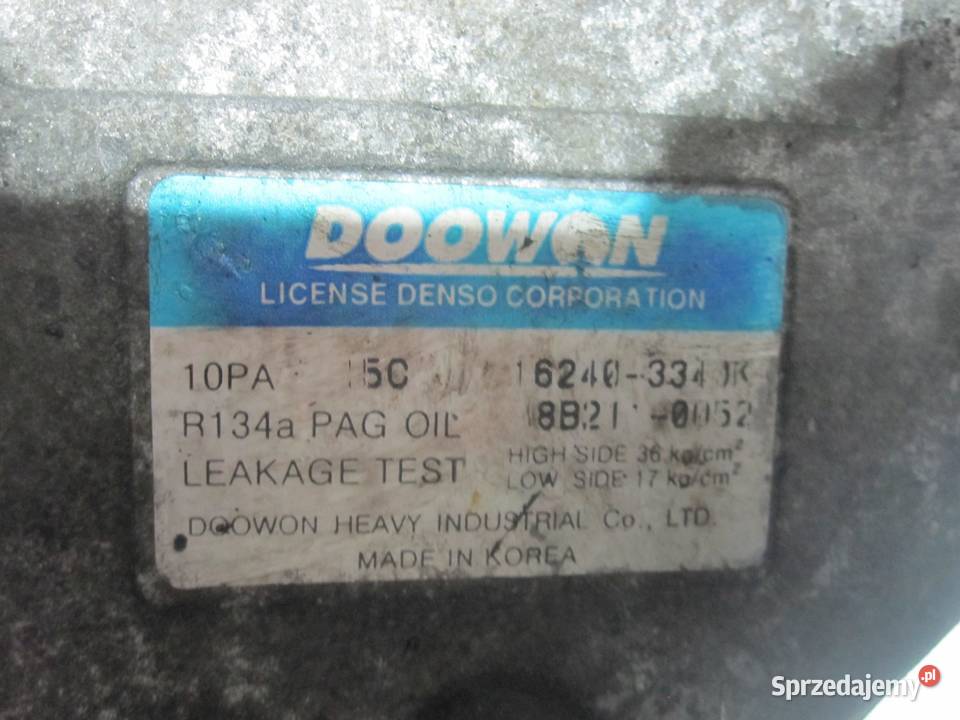 DOOWON
LICENSE DENSO CORPORATION
10PA 15C
R134a PAG OIL
LEAKAGE TEST HIGH SIDE 36 kg/cm²
LOW SIDE 17 kg/cm²
DOOWON HEAVY INDUSTRIAL Co., LTD.
MADE IN KOREA
Sprzedajemy.pl